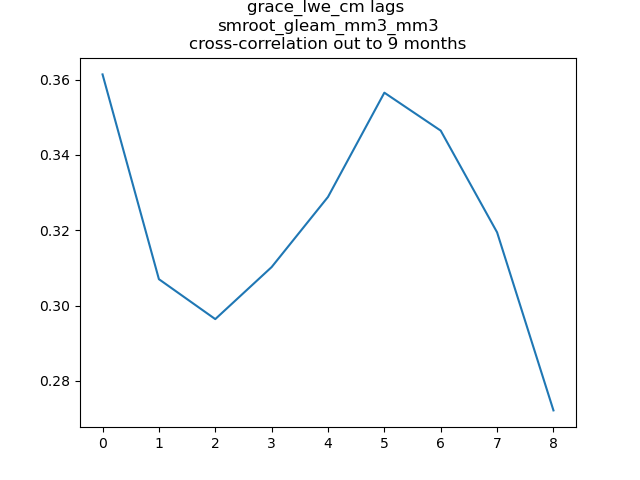 grace_lwe_cm lags
smroot_gleam_mm3_mm3
cross-correlation out to 9 months
0.36
0.34
0.32
0.30
0.28
0 1 2 3 4 5 6 7 8